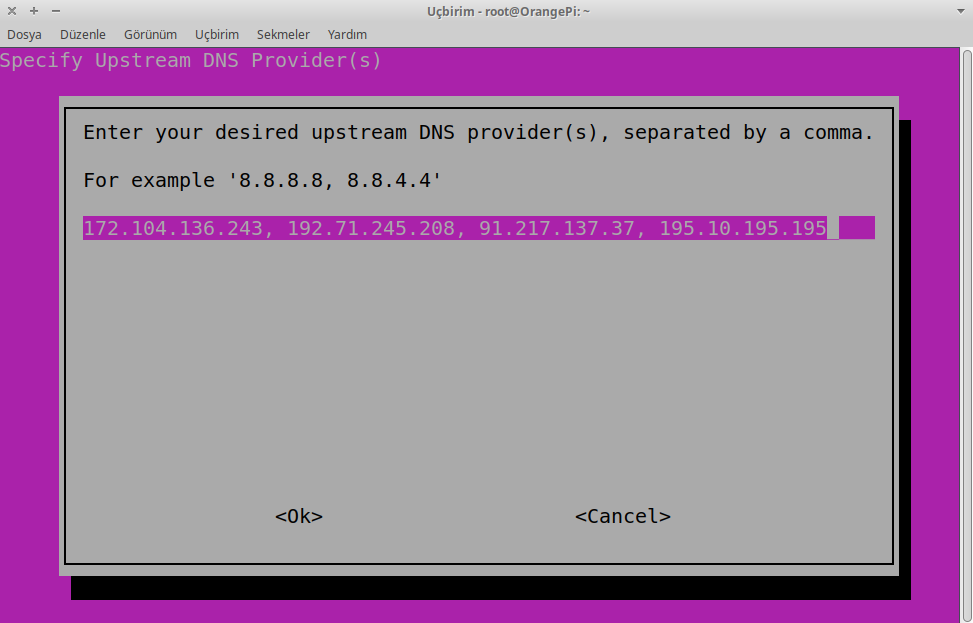 Uçbirim - root@OrangePi: ~
Dosya Düzenle Görünüm Uçbirim Sekmeler Yardım
Specify Upstream DNS Provider(s)
Enter your desired upstream DNS provider(s), separated by a comma.
For example '8.8.8.8, 8.8.4.4'
172.104.136.243, 192.71.245.208, 91.217.137.37, 195.10.195.195
<Ok> <Cancel>